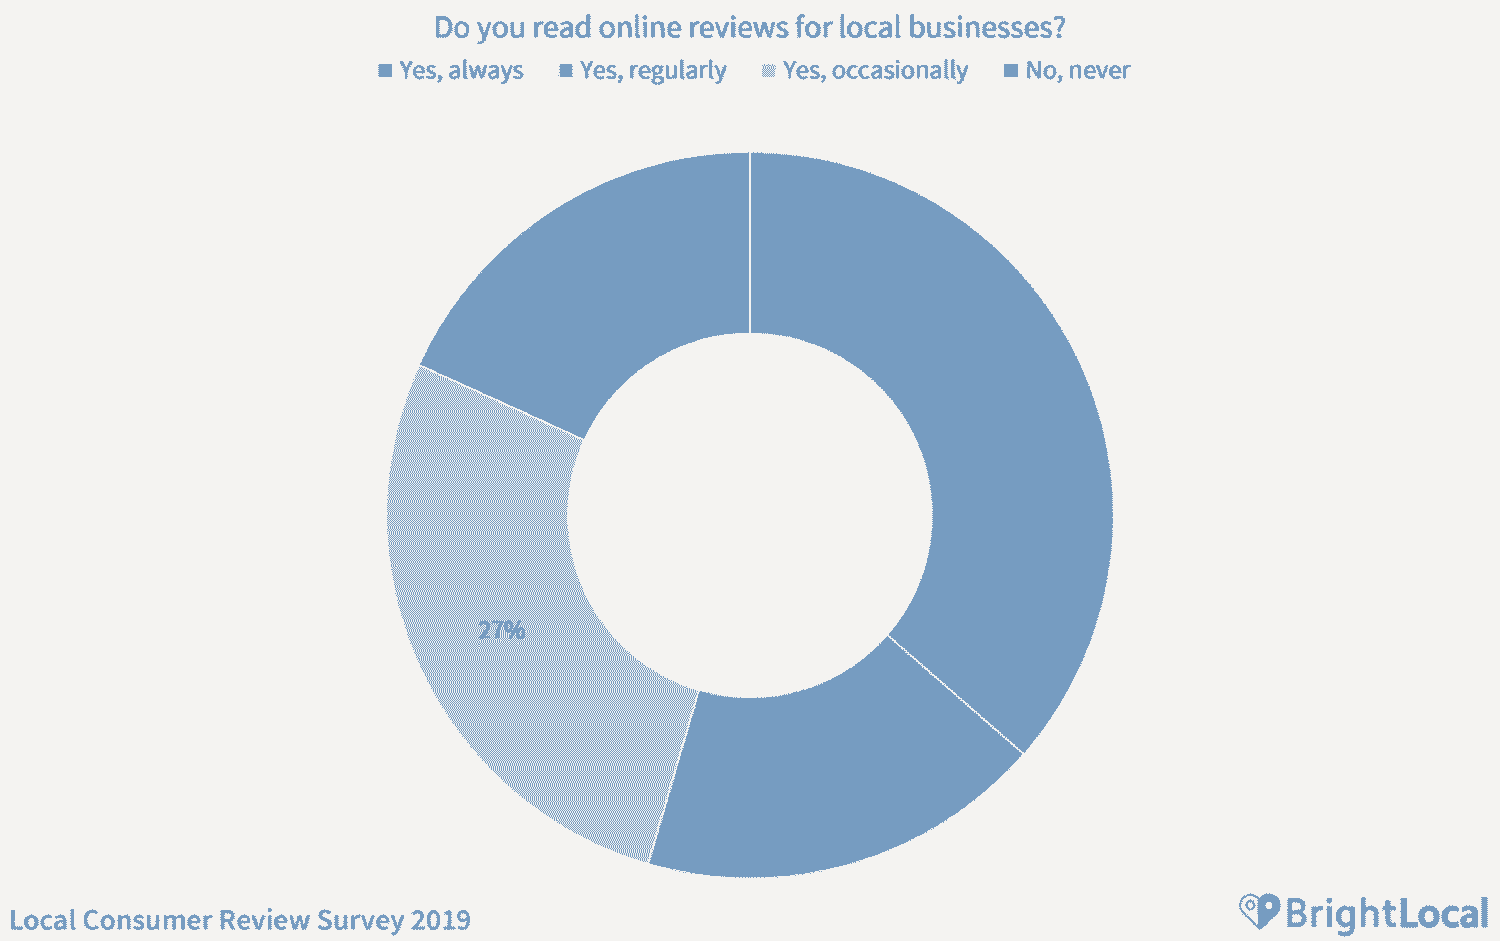 Do you read online reviews for local businesses?
Yes, always Yes, regularly Yes, occasionally No, never
27%
Local Consumer Review Survey 2019
BrightLocal